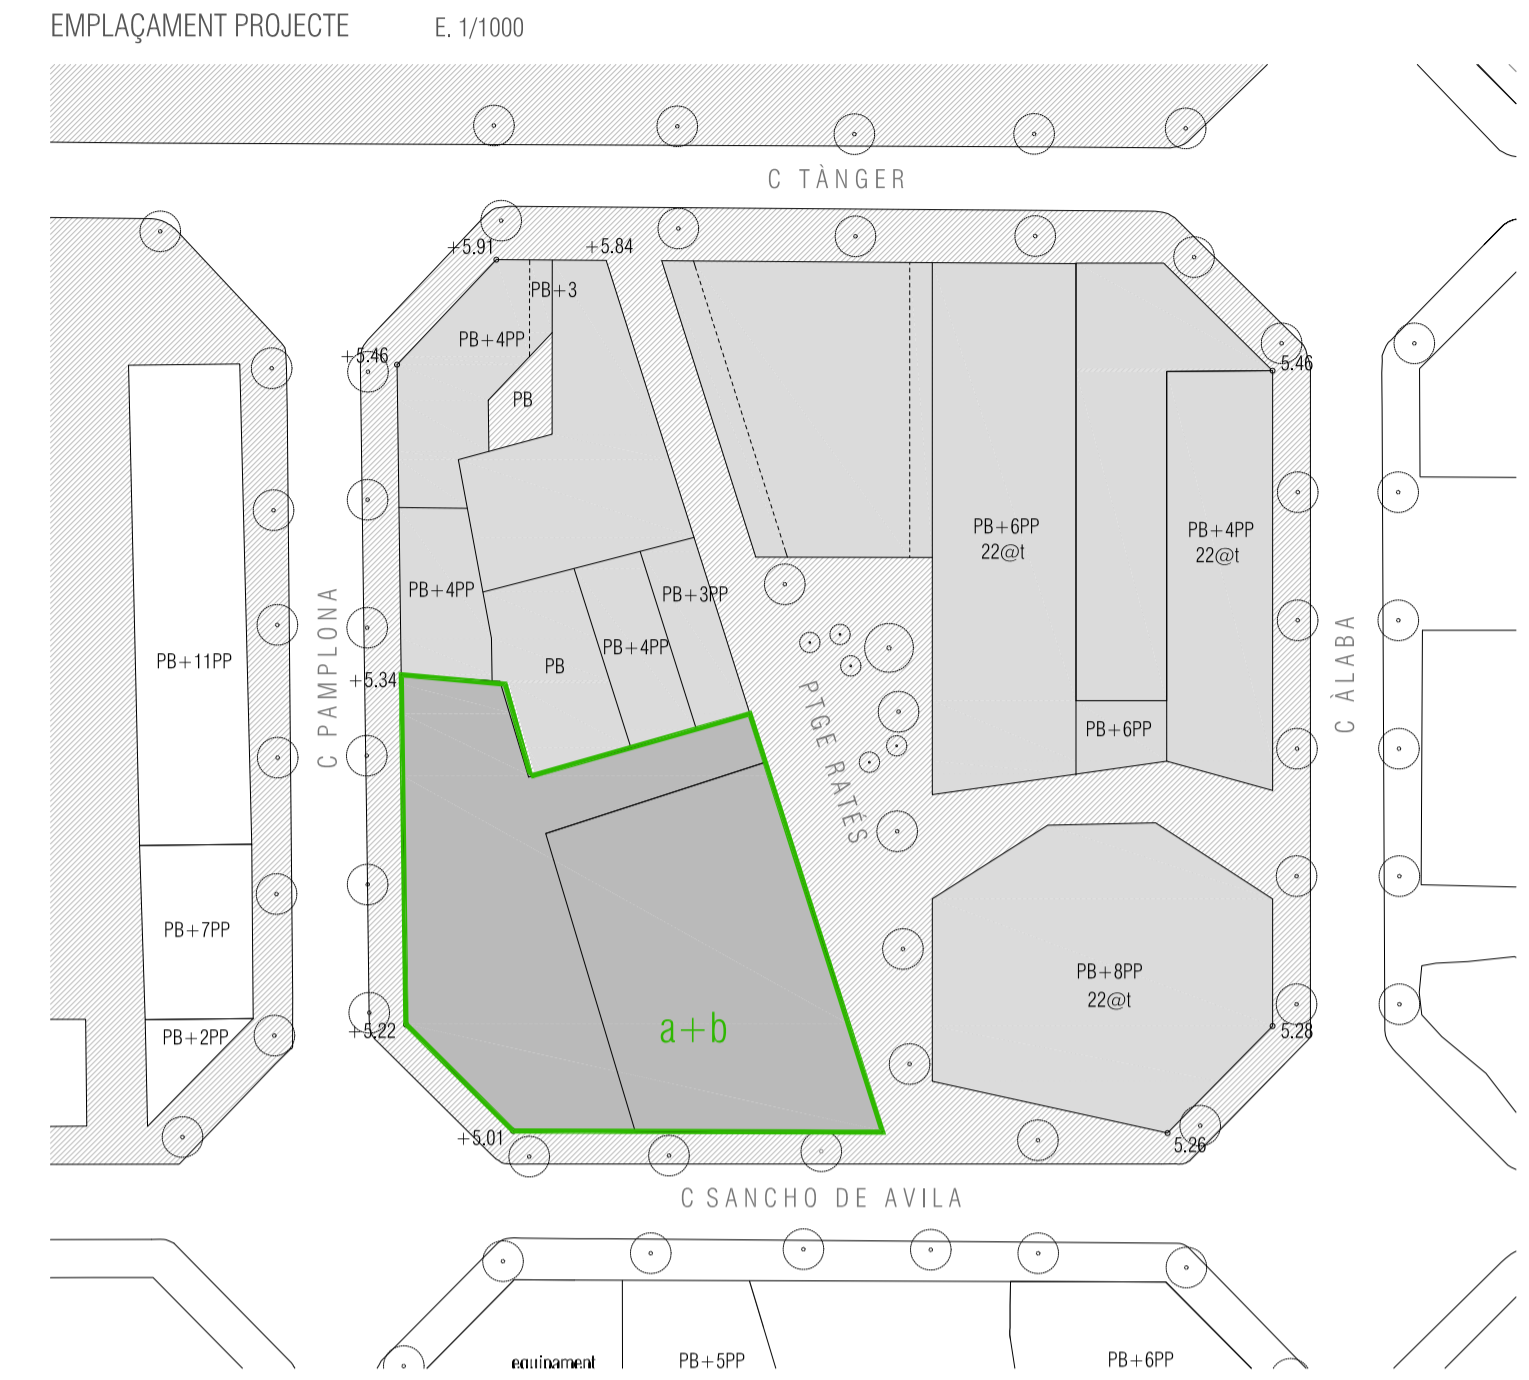 EMPLAÇAMENT PROJECTE E. 1/1000
C TÀNGER
+5.91
+5.84
PB+3
PB+4PP
+5.46
5.46
PB
PB+6PP
22@t
PB+4PP
22@t
PB+4PP
PB+3PP
C PAMPLONA
C ÀLABA
PB+11PP
PB
PB+4PP
+5.34
PTGE RATÉS
PB+6PP
PB+7PP
PB+8PP
22@t
a+b
PB+2PP
+5.22
5.28
+5.01
5.26
C SANCHO DE AVILA
equipament
PB+5PP
PB+6PP